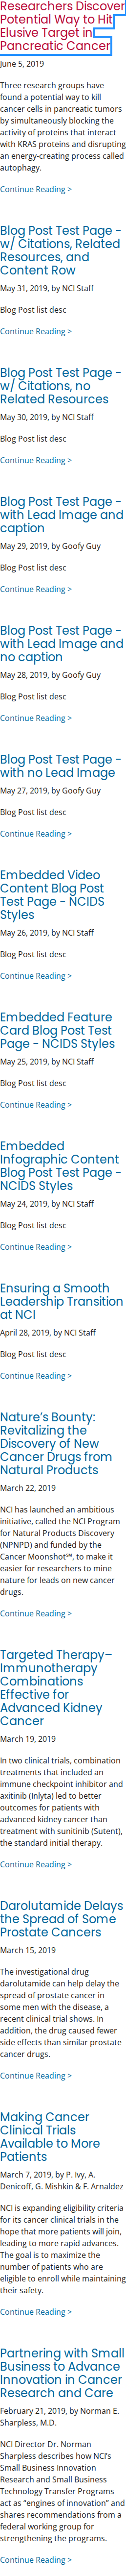 Researchers Discover
Potential Way to Hit
Elusive Target in
Pancreatic Cancer
June 5, 2019
Three research groups have
found a potential way to kill
cancer cells in pancreatic tumors
by simultaneously blocking the
activity of proteins that interact
with KRAS proteins and disrupting
an energy-creating process called
autophagy.
Continue Reading >
Blog Post Test Page -
w/ Citations, Related
Resources, and
Content Row
May 31, 2019, by NCI Staff
Blog Post list desc
Continue Reading >
Blog Post Test Page -
w/ Citations, no
Related Resources
May 30, 2019, by NCI Staff
Blog Post list desc
Continue Reading >
Blog Post Test Page -
with Lead Image and
caption
May 29, 2019, by Goofy Guy
Blog Post list desc
Continue Reading >
Blog Post Test Page -
with Lead Image and
no caption
May 28, 2019, by Goofy Guy
Blog Post list desc
Continue Reading >
Blog Post Test Page -
with no Lead Image
May 27, 2019, by Goofy Guy
Blog Post list desc
Continue Reading >
Embedded Video
Content Blog Post
Test Page - NCIDS
Styles
May 26, 2019, by NCI Staff
Blog Post list desc
Continue Reading >
Embedded Feature
Card Blog Post Test
Page - NCIDS Styles
May 25, 2019, by NCI Staff
Blog Post list desc
Continue Reading >
Embedded
Infographic Content
Blog Post Test Page -
NCIDS Styles
May 24, 2019, by NCI Staff
Blog Post list desc
Continue Reading >
Ensuring a Smooth
Leadership Transition
at NCI
April 28, 2019, by NCI Staff
Blog Post list desc
Continue Reading >
Nature’s Bounty:
Revitalizing the
Discovery of New
Cancer Drugs from
Natural Products
March 22, 2019
NCI has launched an ambitious
initiative, called the NCI Program
for Natural Products Discovery
(NPNPD) and funded by the
Cancer Moonshot℠, to make it
easier for researchers to mine
nature for leads on new cancer
drugs.
Continue Reading >
Targeted Therapy–
Immunotherapy
Combinations
Effective for
Advanced Kidney
Cancer
March 19, 2019
In two clinical trials, combination
treatments that included an
immune checkpoint inhibitor and
axitinib (Inlyta) led to better
outcomes for patients with
advanced kidney cancer than
treatment with sunitinib (Sutent),
the standard initial therapy.
Continue Reading >
Darolutamide Delays
the Spread of Some
Prostate Cancers
March 15, 2019
The investigational drug
darolutamide can help delay the
spread of prostate cancer in
some men with the disease, a
recent clinical trial shows. In
addition, the drug caused fewer
side effects than similar prostate
cancer drugs.
Continue Reading >
Making Cancer
Clinical Trials
Available to More
Patients
March 7, 2019, by P. Ivy, A.
Denicoff, G. Mishkin & F. Arnaldez
NCI is expanding eligibility criteria
for its cancer clinical trials in the
hope that more patients will join,
leading to more rapid advances.
The goal is to maximize the
number of patients who are
eligible to enroll while maintaining
their safety.
Continue Reading >
Partnering with Small
Business to Advance
Innovation in Cancer
Research and Care
February 21, 2019, by Norman E.
Sharpless, M.D.
NCI Director Dr. Norman
Sharpless describes how NCI’s
Small Business Innovation
Research and Small Business
Technology Transfer Programs
act as “engines of innovation” and
shares recommendations from a
federal working group for
strengthening the programs.
Continue Reading >